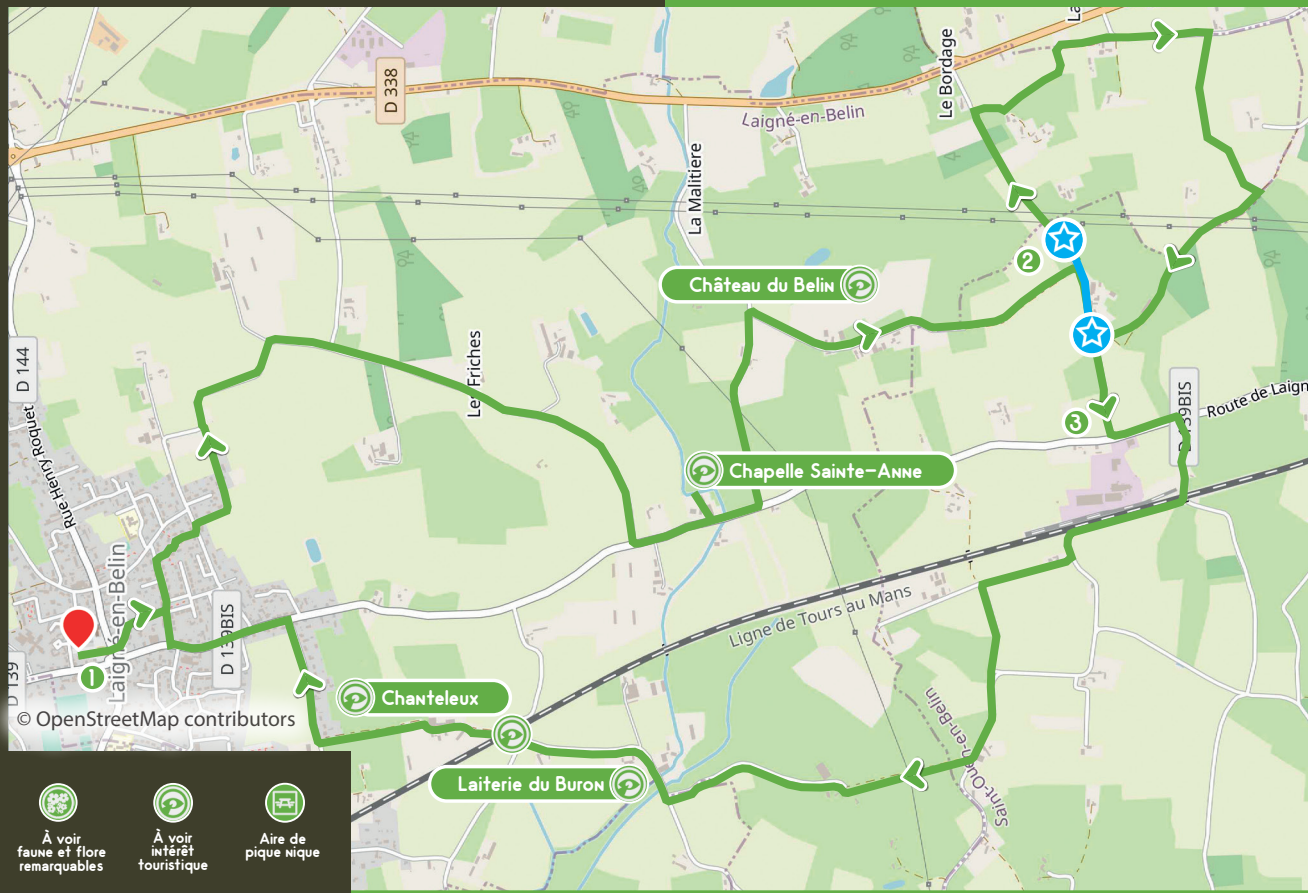 La
Le Bordage
D 338
Laigné-en-Belin
La Malitiere
2
Château du Belin
Les Friches
D 144
3
D 139BIS
Route de Laign
Rue Henry Roquet
Chapelle Sainte-Anne
Laigné-en-Belin
D 139BIS
Ligne de Tours au Mans
1
D 139
Chanteleux
Saint-Ouen-en-Belin
© OpenStreetMap contributors
Laiterie du Buron
À voir
faune et flore
remarquables
À voir
intérêt
touristique
Aire de
pique nique